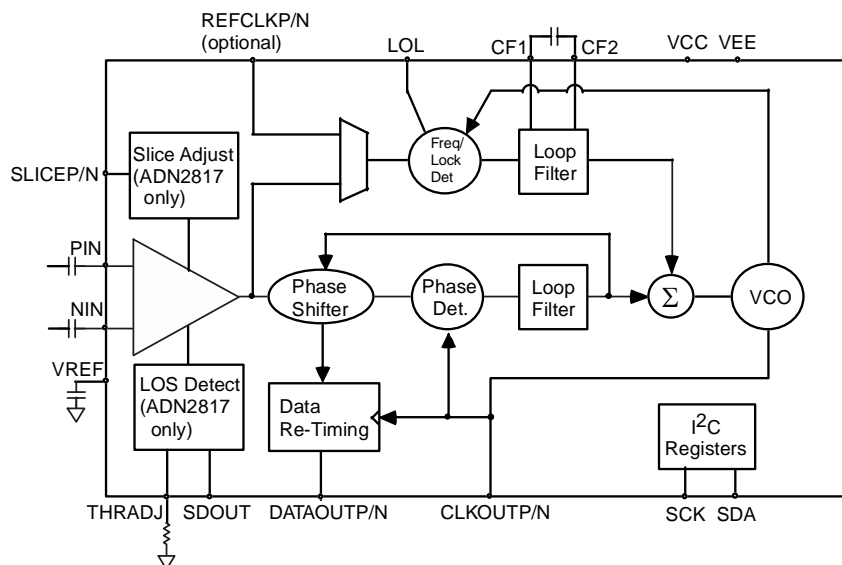 REFCLKP/N
(optional)
LOL
CF1
CF2
VCC VEE
Slice Adjust
(ADN2817
only)
SLICEP/N
Freq/
Lock
Det
Loop
Filter
PIN
NIN
Phase
Shifter
Phase
Det.
Loop
Filter
Σ
VCO
VREF
LOS Detect
(ADN2817
only)
Data
Re-Timing
I2C
Registers
THRADJ
SDOUT
DATAOUTP/N
CLKOUTP/N
SCK SDA